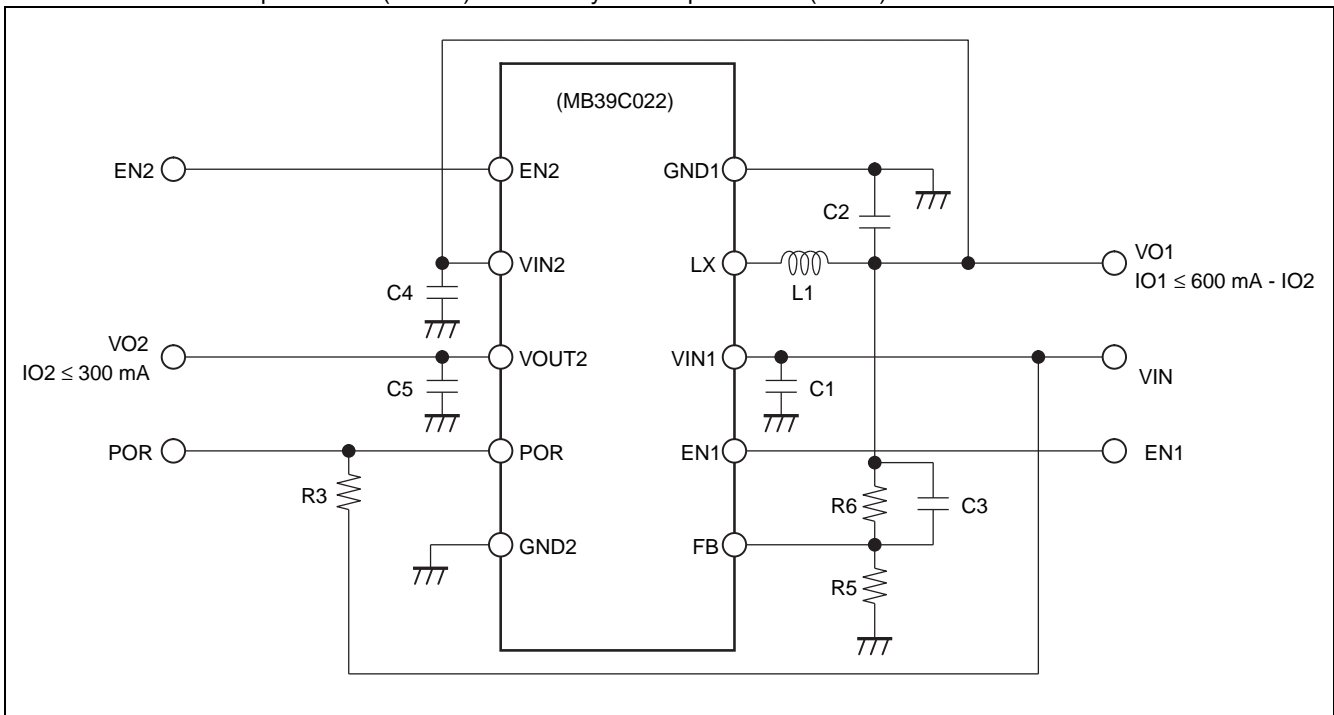 (MB39C022)
EN2
EN2
GND1
C2
VIN2
LX
L1
VO1
IO1 ≤ 600 mA - IO2
C4
VO2
IO2 ≤ 300 mA
VOUT2
VIN1
VIN
C5
C1
POR
POR
EN1
EN1
R3
R6
C3
GND2
FB
R5